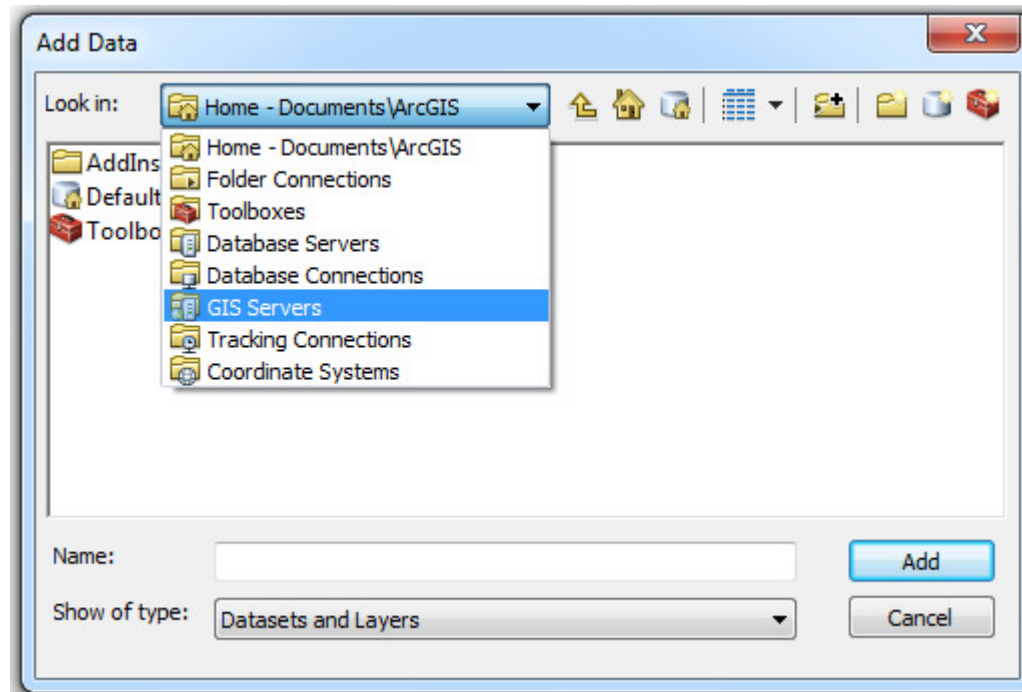 Add Data
Look in:
Home - Documents\ArcGIS
Home - Documents\ArcGIS
Folder Connections
Toolboxes
Database Servers
Database Connections
GIS Servers
Tracking Connections
Coordinate Systems
AddIns
Default
Toolbo
Name:
Add
Show of type:
Datasets and Layers
Cancel